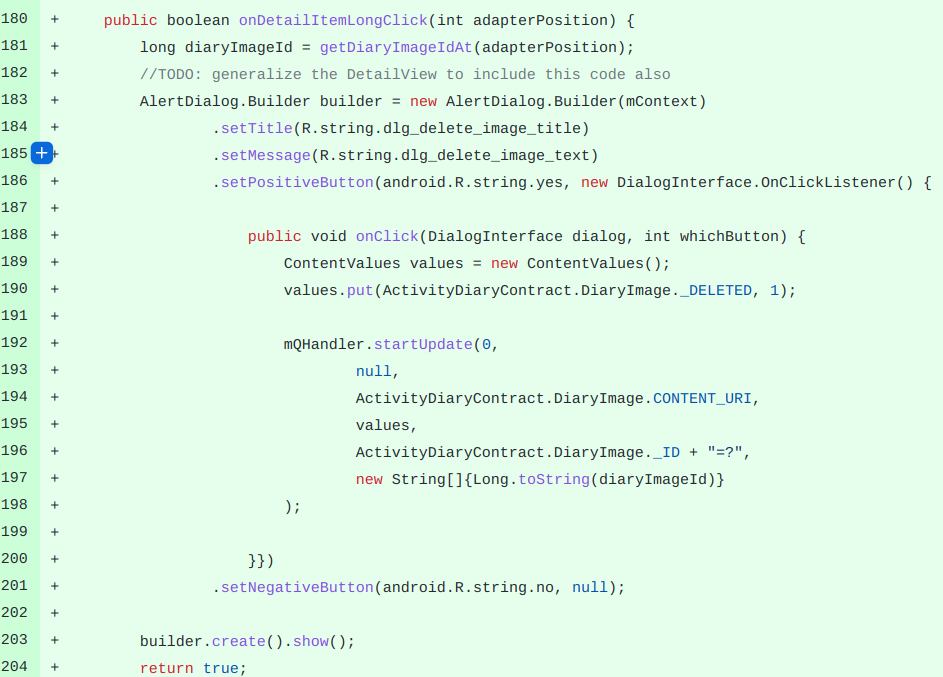 180 + public boolean onDetailItemLongClick(int adapterPosition) {
181 + long diaryImageId = getDiaryImageIdAt(adapterPosition);
182 + //TODO: generalize the DetailView to include this code also
183 + AlertDialog.Builder builder = new AlertDialog.Builder(mContext)
184 + .setTitle(R.string.dlg_delete_image_title)
185 + + .setMessage(R.string.dlg_delete_image_text)
186 + .setPositiveButton(android.R.string.yes, new DialogInterface.OnClickListener() {
187 +
188 + public void onClick(DialogInterface dialog, int whichButton) {
189 + ContentValues values = new ContentValues();
190 + values.put(ActivityDiaryContract.DiaryImage._DELETED, 1);
191 +
192 + mQHandler.startUpdate(0,
193 + null,
194 + ActivityDiaryContract.DiaryImage.CONTENT_URI,
195 + values,
196 + ActivityDiaryContract.DiaryImage._ID + "=?",
197 + new String[]{Long.toString(diaryImageId)}
198 + );
199 +
200 + }})
201 + .setNegativeButton(android.R.string.no, null);
202 +
203 + builder.create().show();
204 + return true;